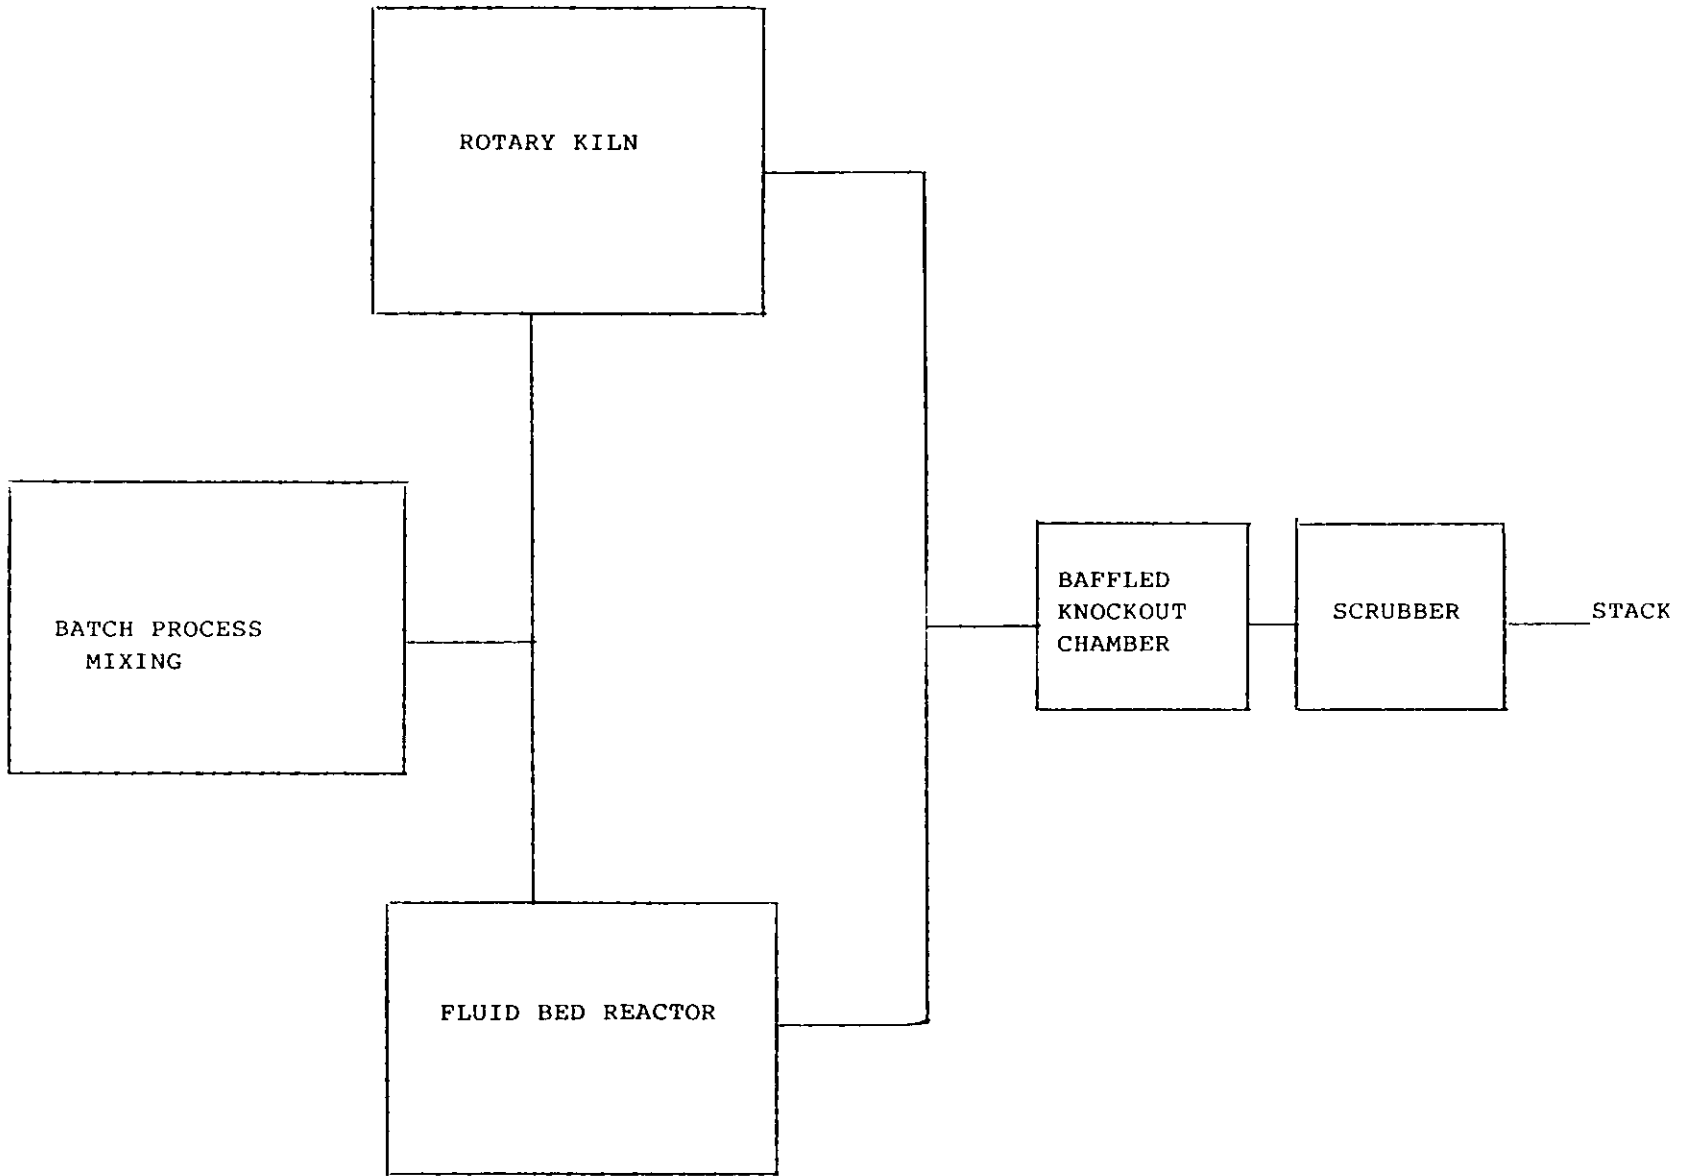 ROTARY KILN
BATCH PROCESS
MIXING
FLUID BED REACTOR
BAFFLED
KNOCKOUT
CHAMBER
SCRUBBER
STACK